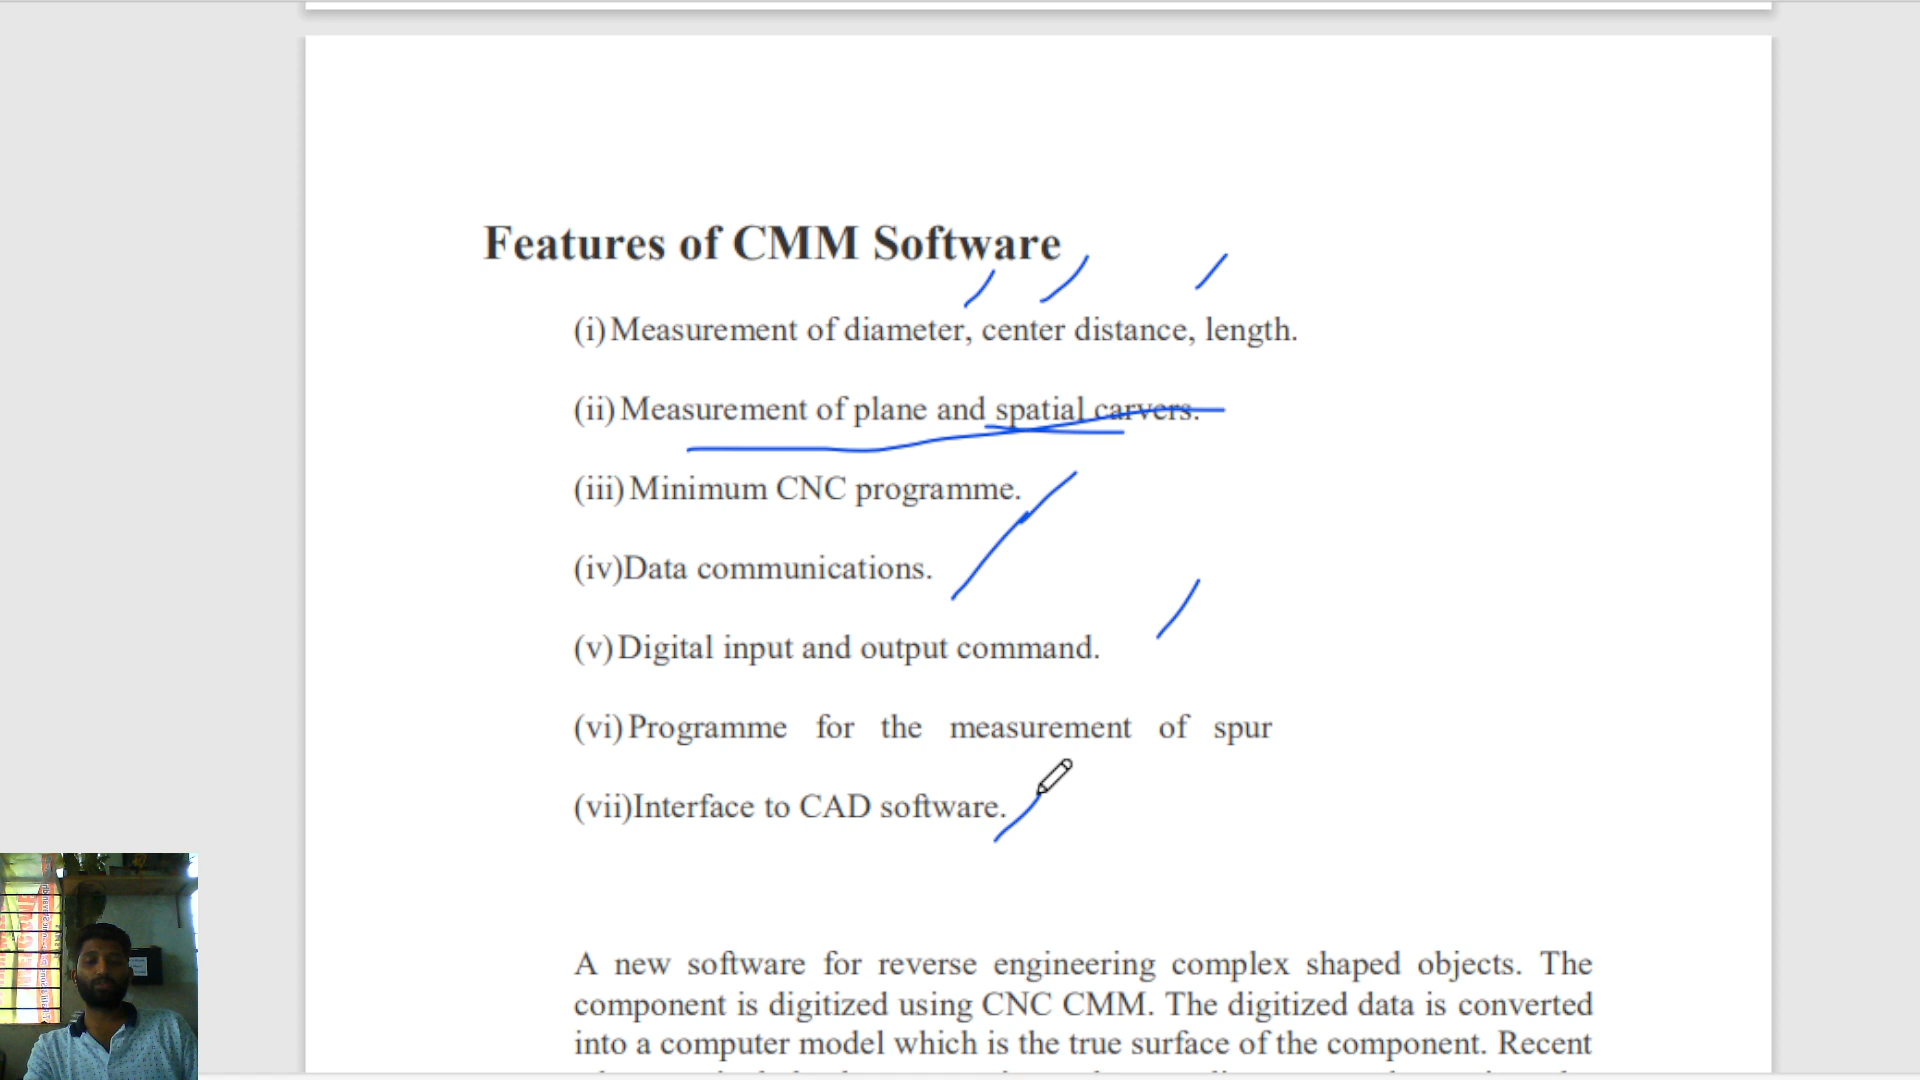 Features of CMM Software
(i) Measurement of diameter, center distance, length.
(ii) Measurement of plane and spatial carvers.
(iii) Minimum CNC programme.
(iv)Data communications.
(v) Digital input and output command.
(vi) Programme for the measurement of spur
(vii)Interface to CAD software.
A new software for reverse engineering complex shaped objects. The
component is digitized using CNC CMM. The digitized data is converted
into a computer model which is the true surface of the component. Recent